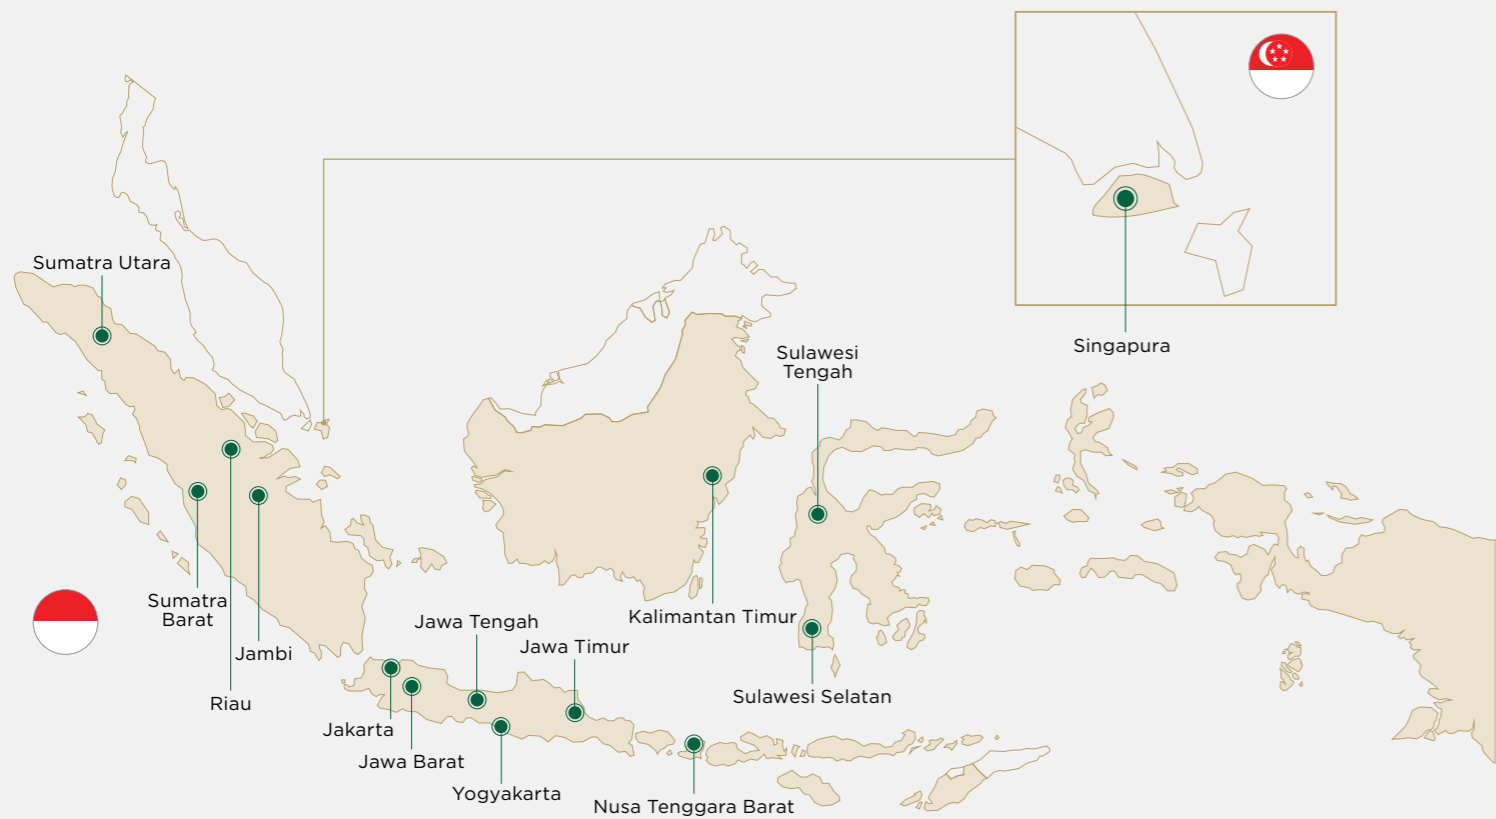 Sumatra Utara
Singapura
Sulawesi
Tengah
Sumatra
Barat
Kalimantan Timur
Jawa Tengah
Jawa Timur
Jambi
Sulawesi Selatan
Riau
Jakarta
Jawa Barat
Yogyakarta
Nusa Tenggara Barat